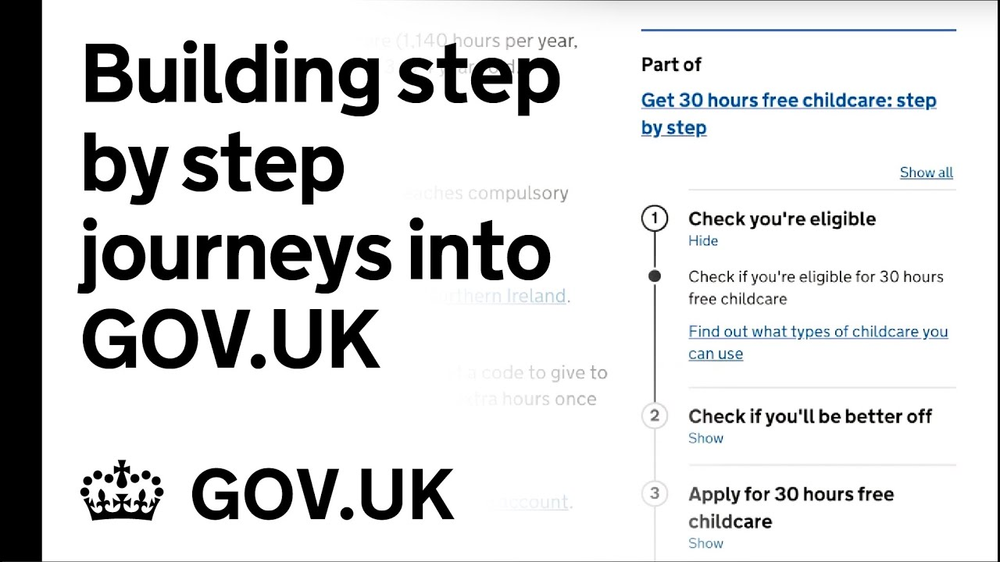 Building step
by step
journeys into
GOV.UK
GOV.UK
(1,140 hours per year,
compulsory
Northern Ireland.
a code to give to
extra hours once
account.
Part of
Get 30 hours free childcare: step
by step
Show all
1
Check you're eligible
Hide
Check if you're eligible for 30 hours
free childcare
Find out what types of childcare you
can use
2
Check if you'll be better off
Show
3
Apply for 30 hours free
childcare
Show